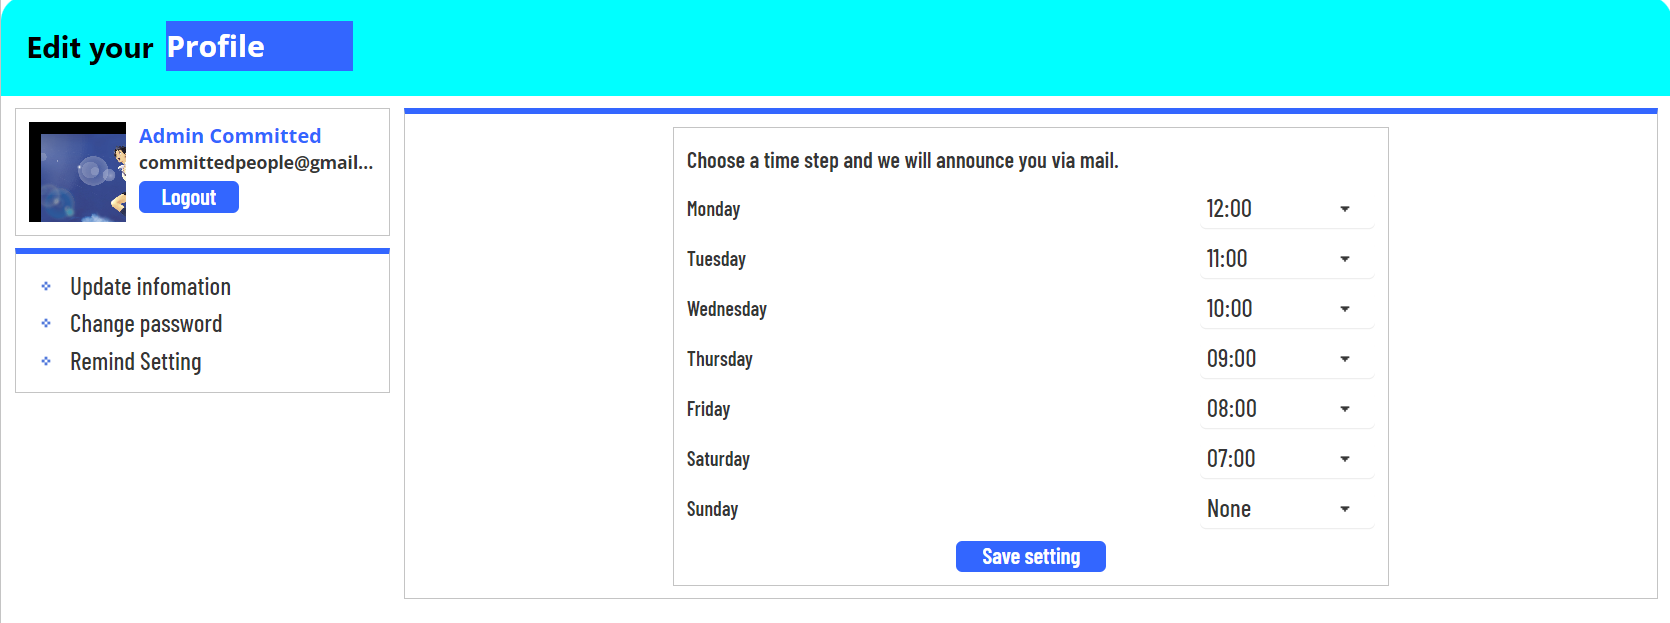 Edit your Profile
Admin Committed
committedpeople@gmail...
Logout
Update infomation
Change password
Remind Setting
Choose a time step and we will announce you via mail.
Monday 12:00
Tuesday 11:00
Wednesday 10:00
Thursday 09:00
Friday 08:00
Saturday 07:00
Sunday None
Save setting